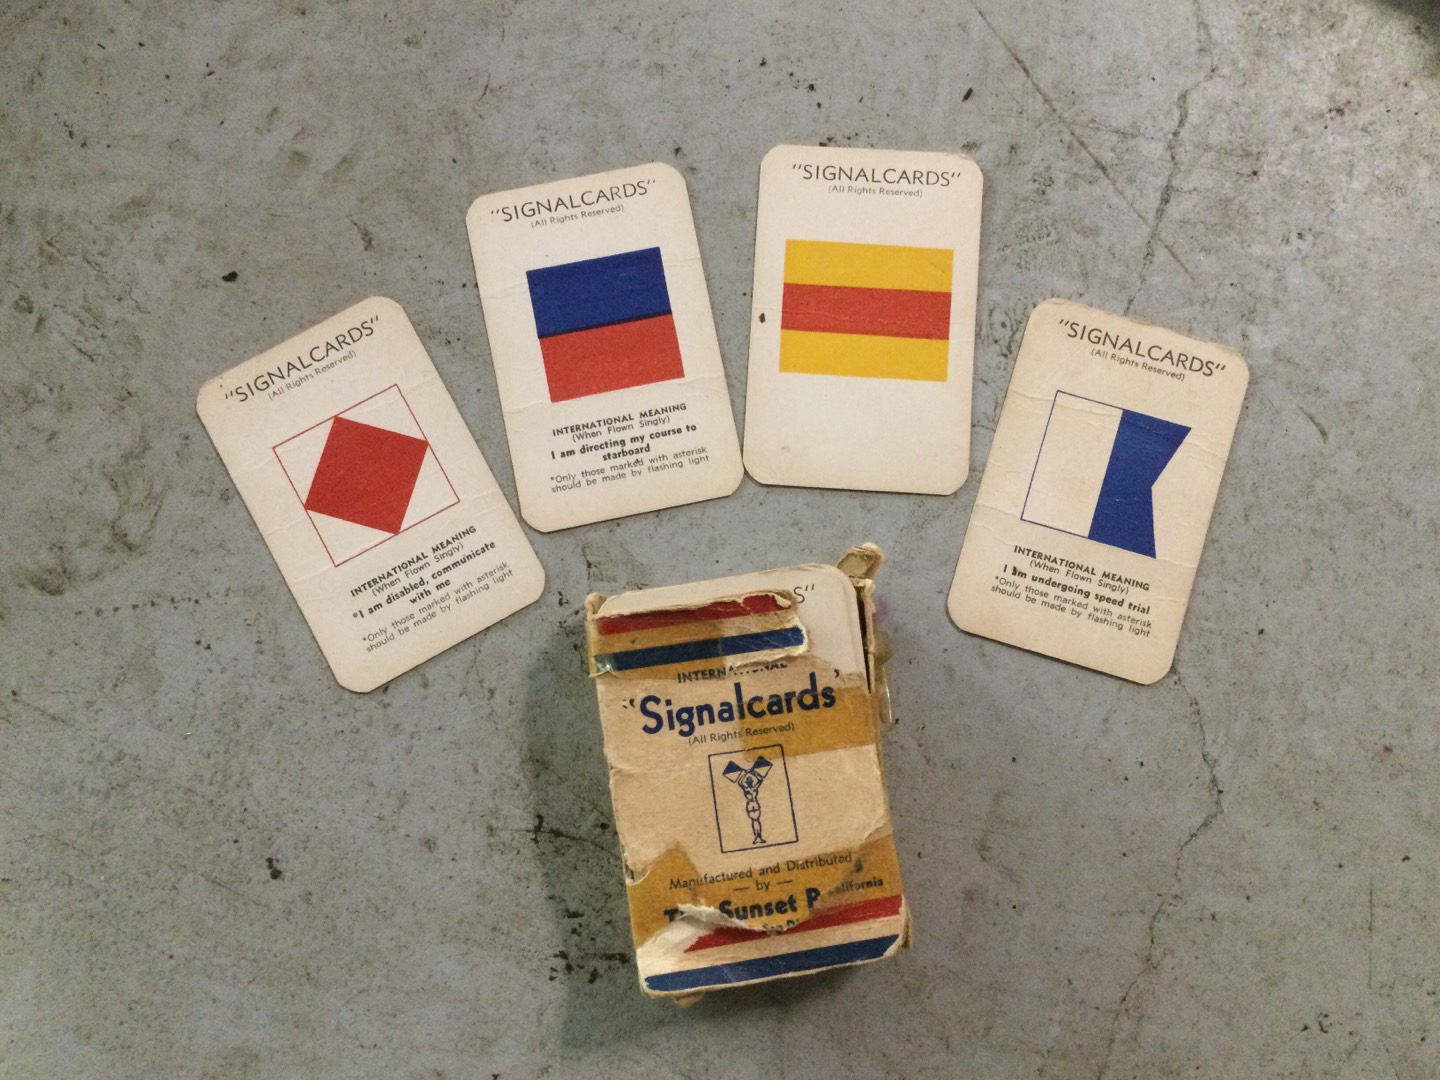 "SIGNALCARDS"
(All Rights Reserved)
INTERNATIONAL MEANING
(When Flown Singly)
*I am disabled, communicate
with me
*Only those marked with asterisk
should be made by flashing light
"SIGNALCARDS"
(All Rights Reserved)
INTERNATIONAL MEANING
(When Flown Singly)
I am directing my course to
starboard
*Only those marked with asterisk
should be made by flashing light
"SIGNALCARDS"
(All Rights Reserved)
"SIGNALCARDS"
(All Rights Reserved)
INTERNATIONAL MEANING
(When Flown Singly)
I am undergoing speed trial
*Only those marked with asterisk
should be made by flashing light
S"
INTERNATIONAL
"Signalcards"
(All Rights Reserved)
Manufactured and Distributed
— by —
Sunset P
California